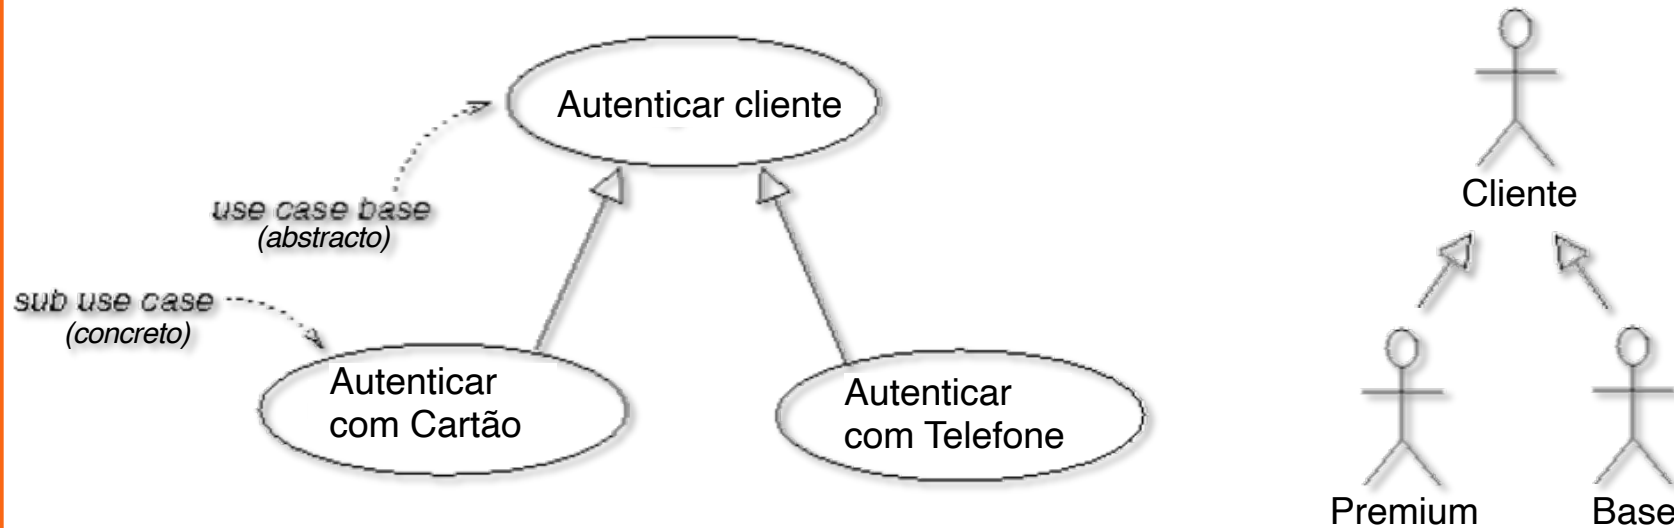 Autenticar cliente
use case base
(abstracto)
sub use case
(concreto)
Autenticar
com Cartão
Autenticar
com Telefone
Cliente
Premium
Base